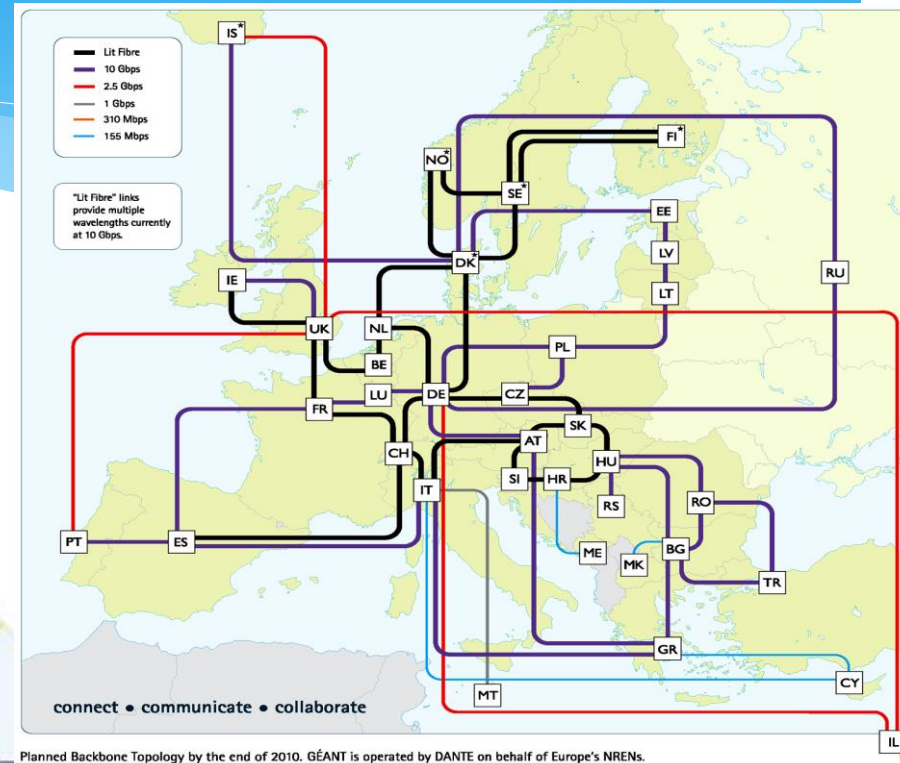 IS*
Lit Fibre
10 Gbps
2.5 Gbps
1 Gbps
310 Mbps
155 Mbps
"Lit Fibre" links
provide multiple
wavelengths currently
at 10 Gbps.
NO*
FI*
SE*
EE
LV
DK*
RU
IE
LT
UK
NL
PL
BE
LU
DE
CZ
FR
SK
AT
CH
HU
SI
HR
IT
RS
RO
PT
ES
ME
MK
BG
TR
GR
CY
MT
connect • communicate • collaborate
IL
Planned Backbone Topology by the end of 2010. GÉANT is operated by DANTE on behalf of Europe's NRENs.